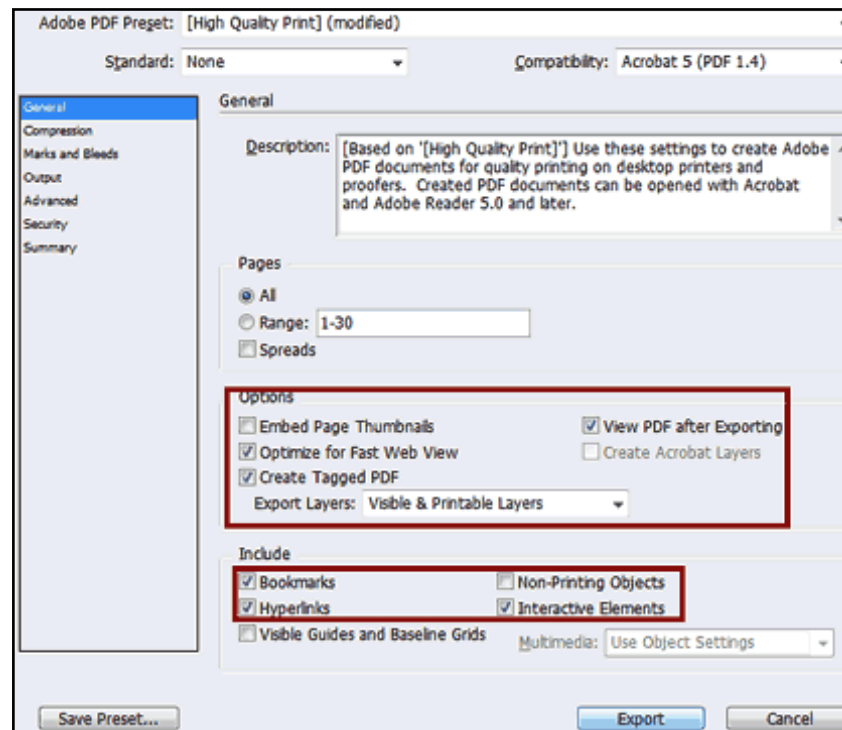 Adobe PDF Preset: [High Quality Print] (modified)
Standard: None Compatibility: Acrobat 5 (PDF 1.4)
General
Compression
Marks and Bleeds
Output
Advanced
Security
Summary
General
Description: [Based on '[High Quality Print]'] Use these settings to create Adobe
PDF documents for quality printing on desktop printers and
proofers. Created PDF documents can be opened with Acrobat
and Adobe Reader 5.0 and later.
Pages
All
Range: 1-30
Spreads
Options
Embed Page Thumbnails View PDF after Exporting
Optimize for Fast Web View Create Acrobat Layers
Create Tagged PDF
Export Layers: Visible & Printable Layers
Include
Bookmarks Non-Printing Objects
Hyperlinks Interactive Elements
Visible Guides and Baseline Grids Multimedia: Use Object Settings
Save Preset... Export Cancel